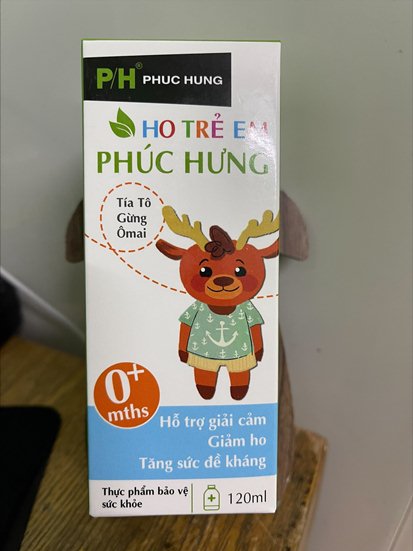 P/H® PHUC HUNG
HO TRẺ EM
PHÚC HƯNG
Tía Tô
Gừng
Ômai
0+
mths
Hỗ trợ giải cảm
Giảm ho
Tăng sức đề kháng
Thực phẩm bảo vệ
sức khỏe
120ml